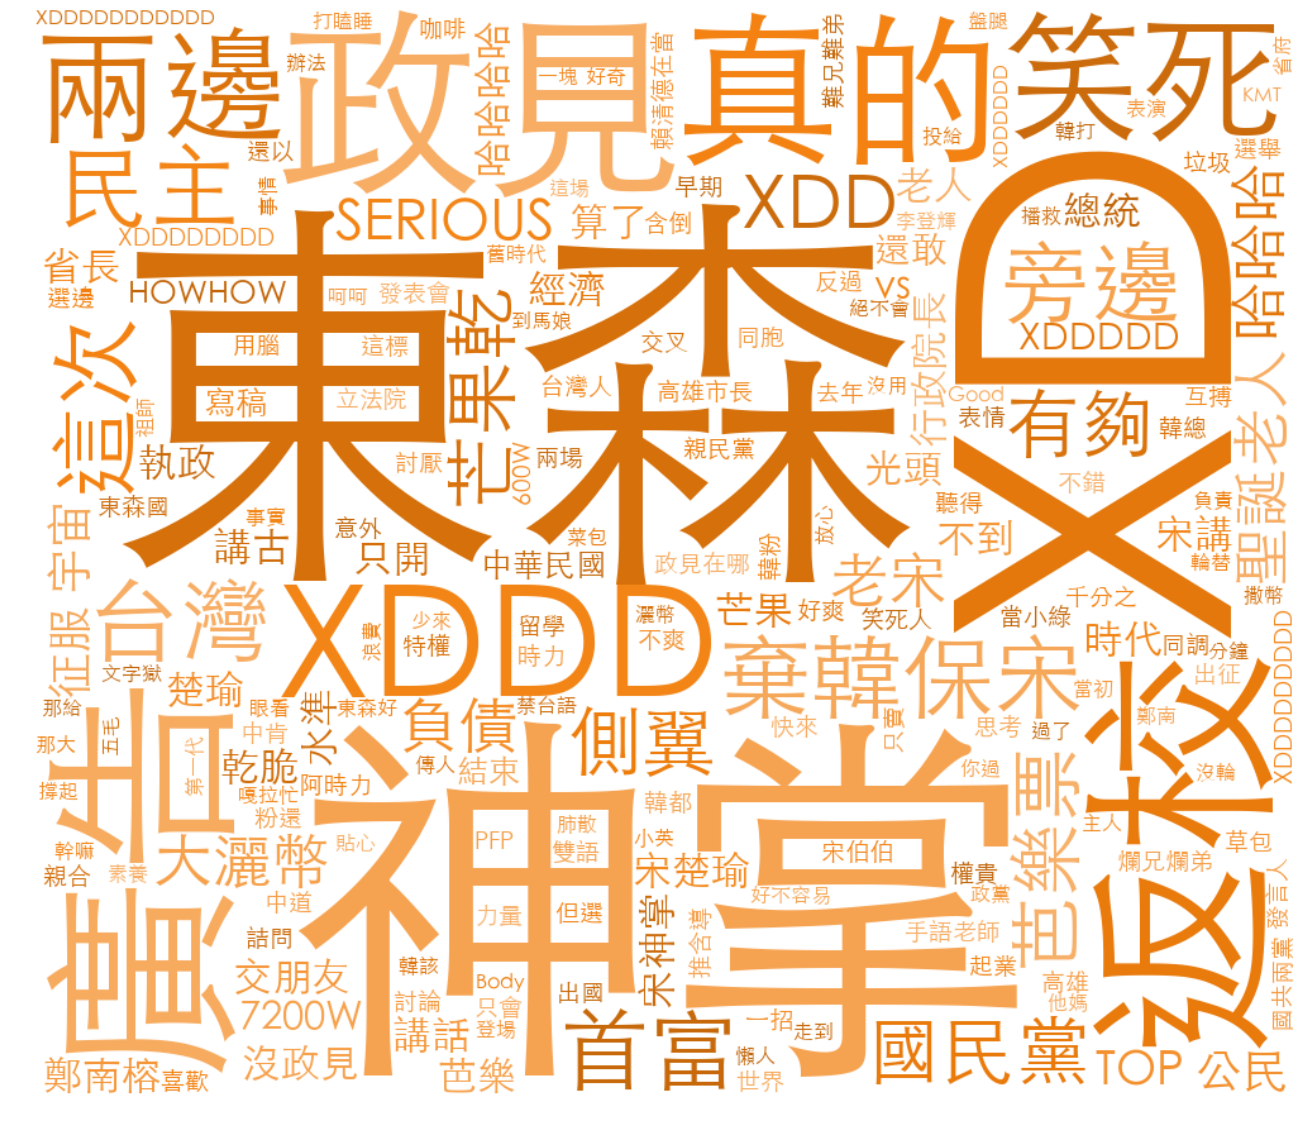 XDDDDDDDDDDD
打瞌睡
咖啡
哈哈哈哈
一塊
好奇
賴清德在當
難兄難弟
盤腿
省府
兩邊
政見
真的
笑死
辦法
投給
XDDDDDD
韓打
表演
KMT
還以
民主
事情
這場
早期
XDD
老人
李登輝
播救
總統
垃圾
選舉
哈哈哈
XDDDDDDDD
SERIOUS
算了
含倒
還敢
旁邊
省長
選邊
HOWHOW
呵呵
發表會
舊時代
經濟
到馬娘
東森
反過
vs
絕不會
XDDDDD
XD
這次
祖師
用腦
這標
芒果乾
交叉
同胞
行政院長
寫稿
立法院
台灣人
高雄市長
去年
沒用
Good
表情
互搏
有夠
韓總
聖誕老人
執政
討厭
600W
兩場
親民黨
光頭
不錯
東森國
事實
意外
菜包
放心
聽得
負責
宇宙
講古
只開
中華民國
政見在哪
韓粉
不到
宋講
輪替
台灣
XDDD
少來
浪費
特權
留學
時力
灑幣
不爽
芒果
好爽
老宋
笑死人
千分之
當小綠
撒幣
征服
文字獄
楚瑜
棄韓保宋
時代
同調
分鐘
XDDDDDDDDD
那給
五毛
眼看
東森好
禁台語
當初
出征
那大
第一代
中肯
水準
負債
側翼
快來
只賣
思考
過了
鄭南
返校
廣告
乾脆
傳人
結束
你過
沒輪
撐起
嘎拉忙
阿時力
粉還
神掌
韓都
芭樂票
主人
幹嘛
大灑幣
貼心
PFP
肺散
雙語
小英
宋伯伯
爛兄爛弟
草包
親合
素養
宋楚瑜
權貴
中道
力量
但選
好不容易
政黨
發言人
詰問
宋神掌
推含導
手語老師
交朋友
韓該
Body
出國
起業
高雄
他媽
國共兩黨
7200W
討論
只會
講話
登場
首富
一招
走到
國民黨
鄭南榕
喜歡
沒政見
芭樂
懶人
世界
TOP
公民